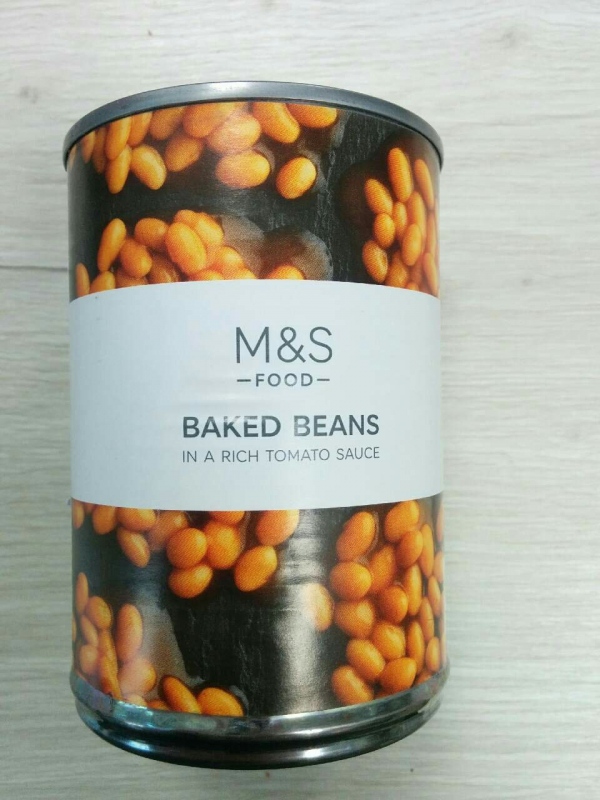 M&S
—FOOD—
BAKED BEANS
IN A RICH TOMATO SAUCE